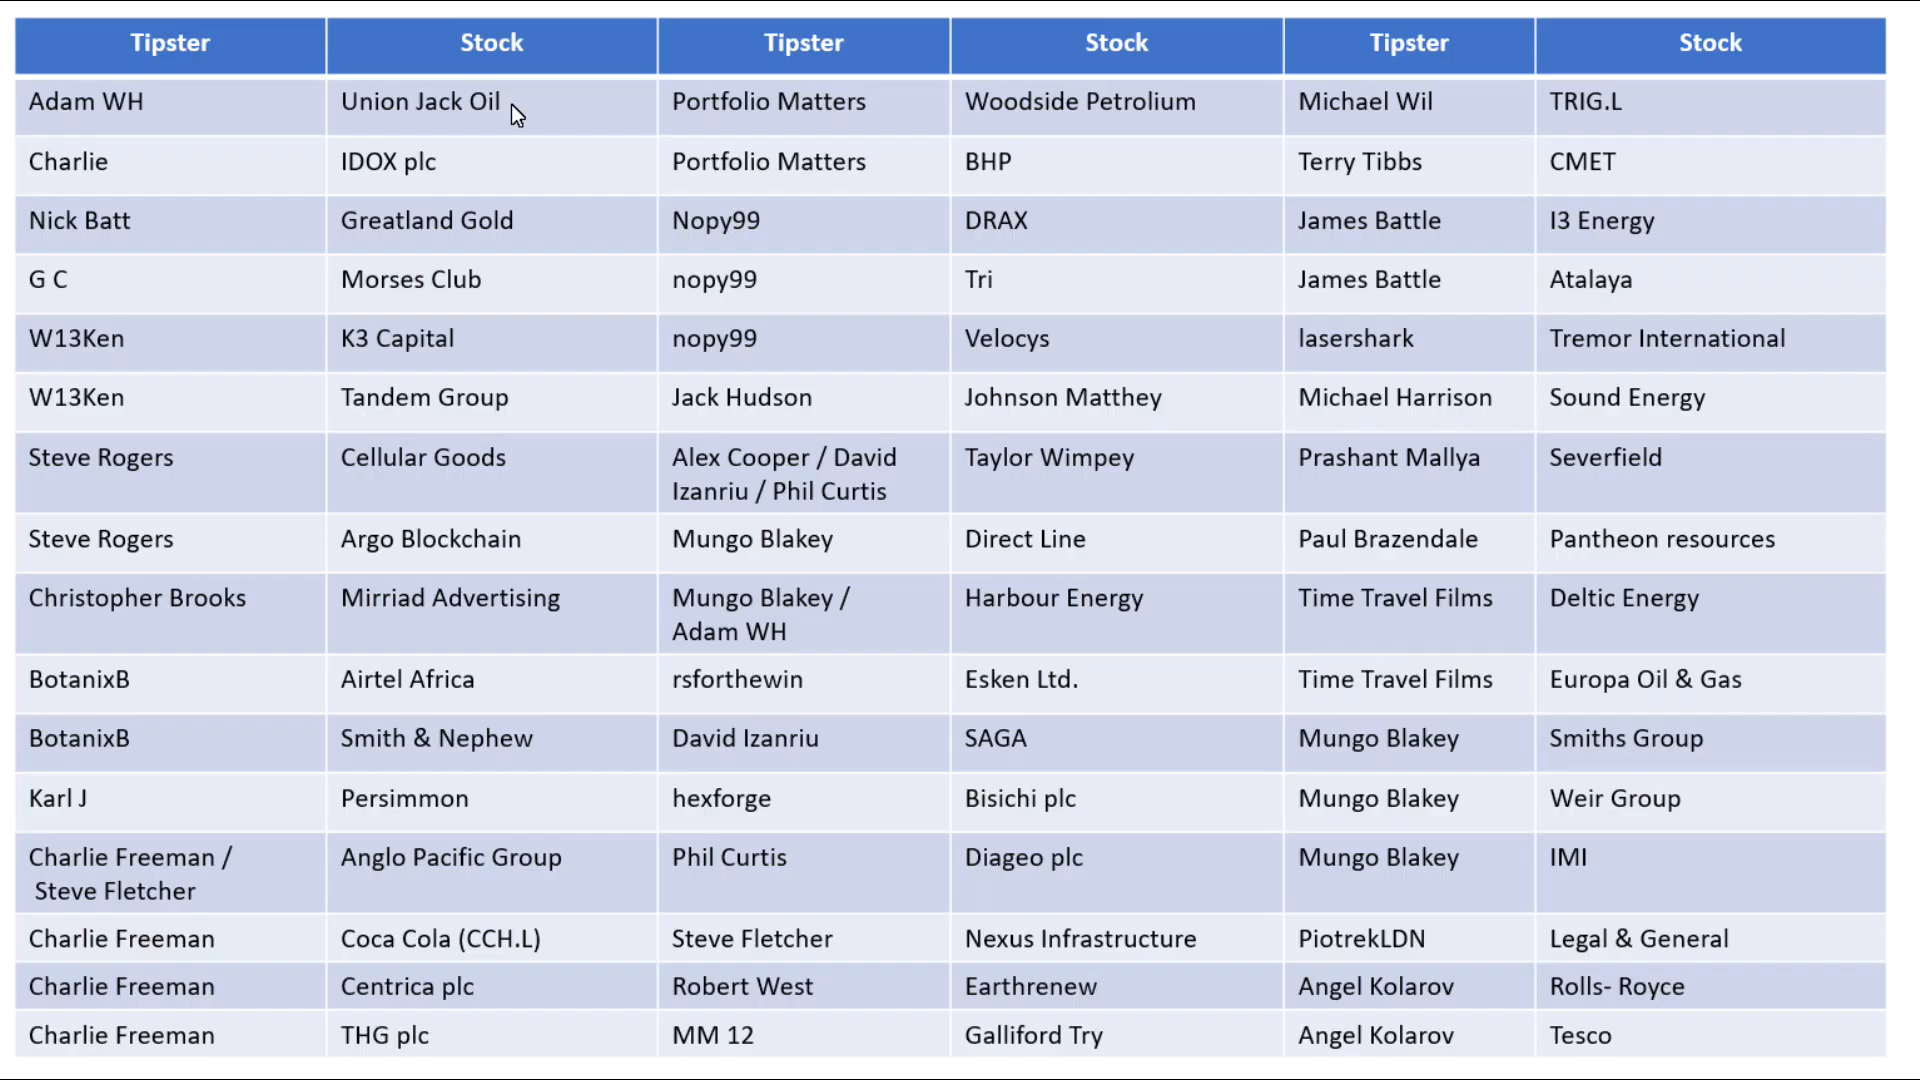 Tipster Stock Tipster Stock Tipster Stock
Adam WH Union Jack Oil Portfolio Matters Woodside Petrolium Michael Wil TRIG.L
Charlie IDOX plc Portfolio Matters BHP Terry Tibbs CMET
Nick Batt Greatland Gold Nopy99 DRAX James Battle I3 Energy
G C Morses Club nopy99 Tri James Battle Atalaya
W13Ken K3 Capital nopy99 Velocys lasershark Tremor International
W13Ken Tandem Group Jack Hudson Johnson Matthey Michael Harrison Sound Energy
Steve Rogers Cellular Goods Alex Cooper / David Taylor Wimpey Prashant Mallya Severfield
Izanriu / Phil Curtis
Steve Rogers Argo Blockchain Mungo Blakey Direct Line Paul Brazendale Pantheon resources
Christopher Brooks Mirriad Advertising Mungo Blakey / Harbour Energy Time Travel Films Deltic Energy
Adam WH
BotanixB Airtel Africa rsforthewin Esken Ltd. Time Travel Films Europa Oil & Gas
BotanixB Smith & Nephew David Izanriu SAGA Mungo Blakey Smiths Group
Karl J Persimmon hexforge Bisichi plc Mungo Blakey Weir Group
Charlie Freeman / Anglo Pacific Group Phil Curtis Diageo plc Mungo Blakey IMI
Steve Fletcher
Charlie Freeman Coca Cola (CCH.L) Steve Fletcher Nexus Infrastructure PiotrekLDN Legal & General
Charlie Freeman Centrica plc Robert West Earthrenew Angel Kolarov Rolls- Royce
Charlie Freeman THG plc MM 12 Galliford Try Angel Kolarov Tesco